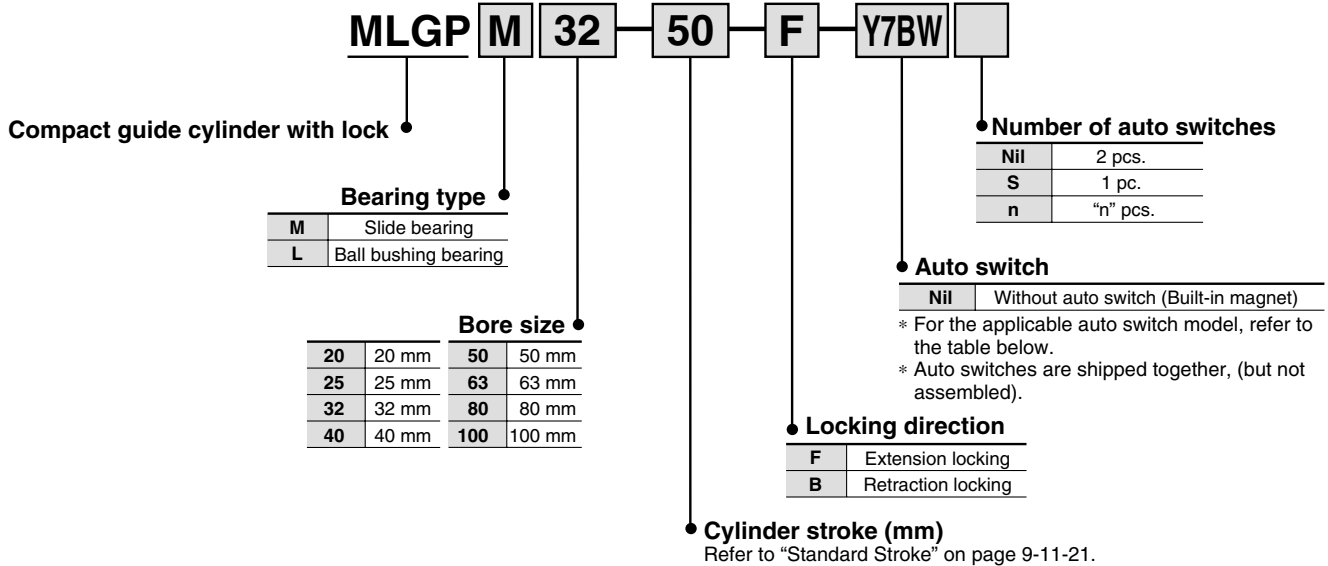 MLGP M 32 50 F Y7BW
Compact guide cylinder with lock
Bearing type
M Slide bearing
L Ball bushing bearing
Bore size
20 20 mm 50 50 mm
25 25 mm 63 63 mm
32 32 mm 80 80 mm
40 40 mm 100 100 mm
Number of auto switches
Nil 2 pcs.
S 1 pc.
n “n” pcs.
Auto switch
Nil Without auto switch (Built-in magnet)
∗ For the applicable auto switch model, refer to
the table below.
∗ Auto switches are shipped together, (but not
assembled).
Locking direction
F Extension locking
B Retraction locking
Cylinder stroke (mm)
Refer to “Standard Stroke” on page 9-11-21.